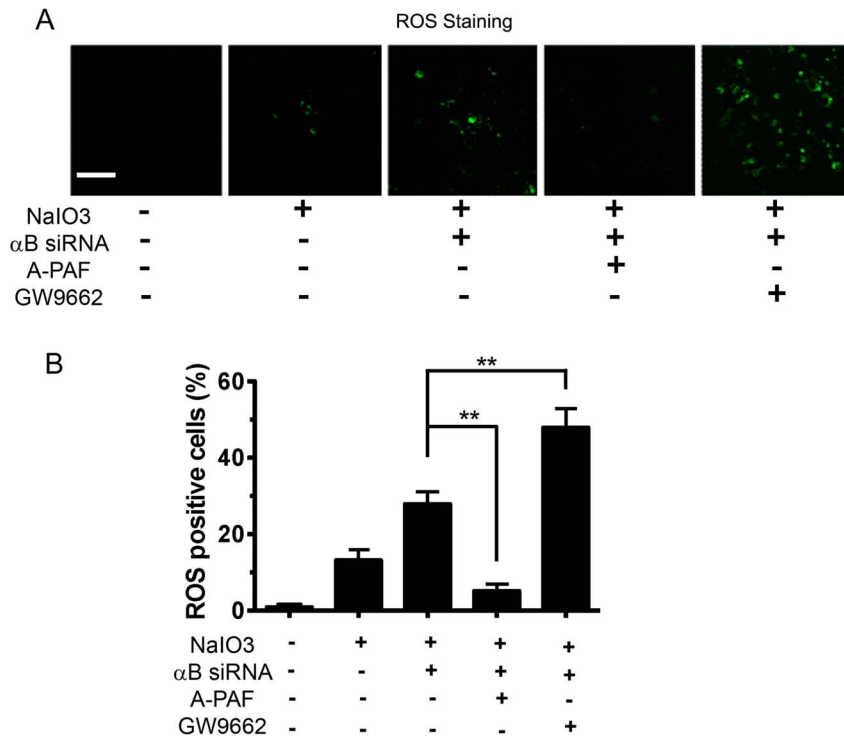 A
ROS Staining
NaIO3 - + + + +
αB siRNA - - + + +
A-PAF - - - + -
GW9662 - - - - +
B
ROS positive cells (%)
60
40
20
0
**
**
NaIO3 - + + + +
αB siRNA - - + + +
A-PAF - - - + -
GW9662 - - - - +